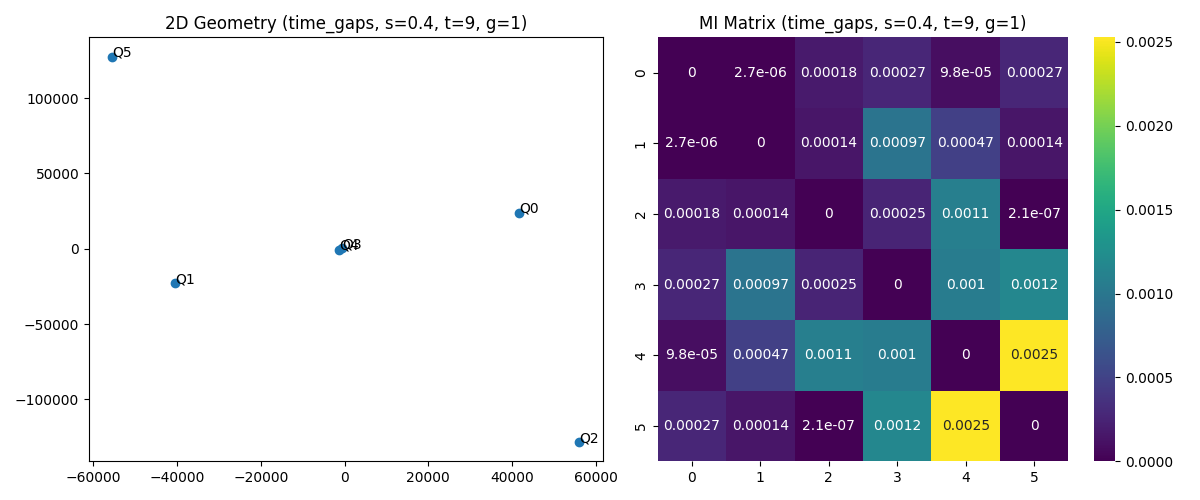 2D Geometry (time_gaps, s=0.4, t=9, g=1)
Q5
Q0
Q3
Q4
Q1
Q2
100000
50000
0
−50000
−100000
−60000 −40000 −20000 0 20000 40000 60000
MI Matrix (time_gaps, s=0.4, t=9, g=1)
0 0 2.7e-06 0.00018 0.00027 9.8e-05 0.00027
1 2.7e-06 0 0.00014 0.00097 0.00047 0.00014
2 0.00018 0.00014 0 0.00025 0.0011 2.1e-07
3 0.00027 0.00097 0.00025 0 0.001 0.0012
4 9.8e-05 0.00047 0.0011 0.001 0 0.0025
5 0.00027 0.00014 2.1e-07 0.0012 0.0025 0
0 1 2 3 4 5
0.0025
0.0020
0.0015
0.0010
0.0005
0.0000